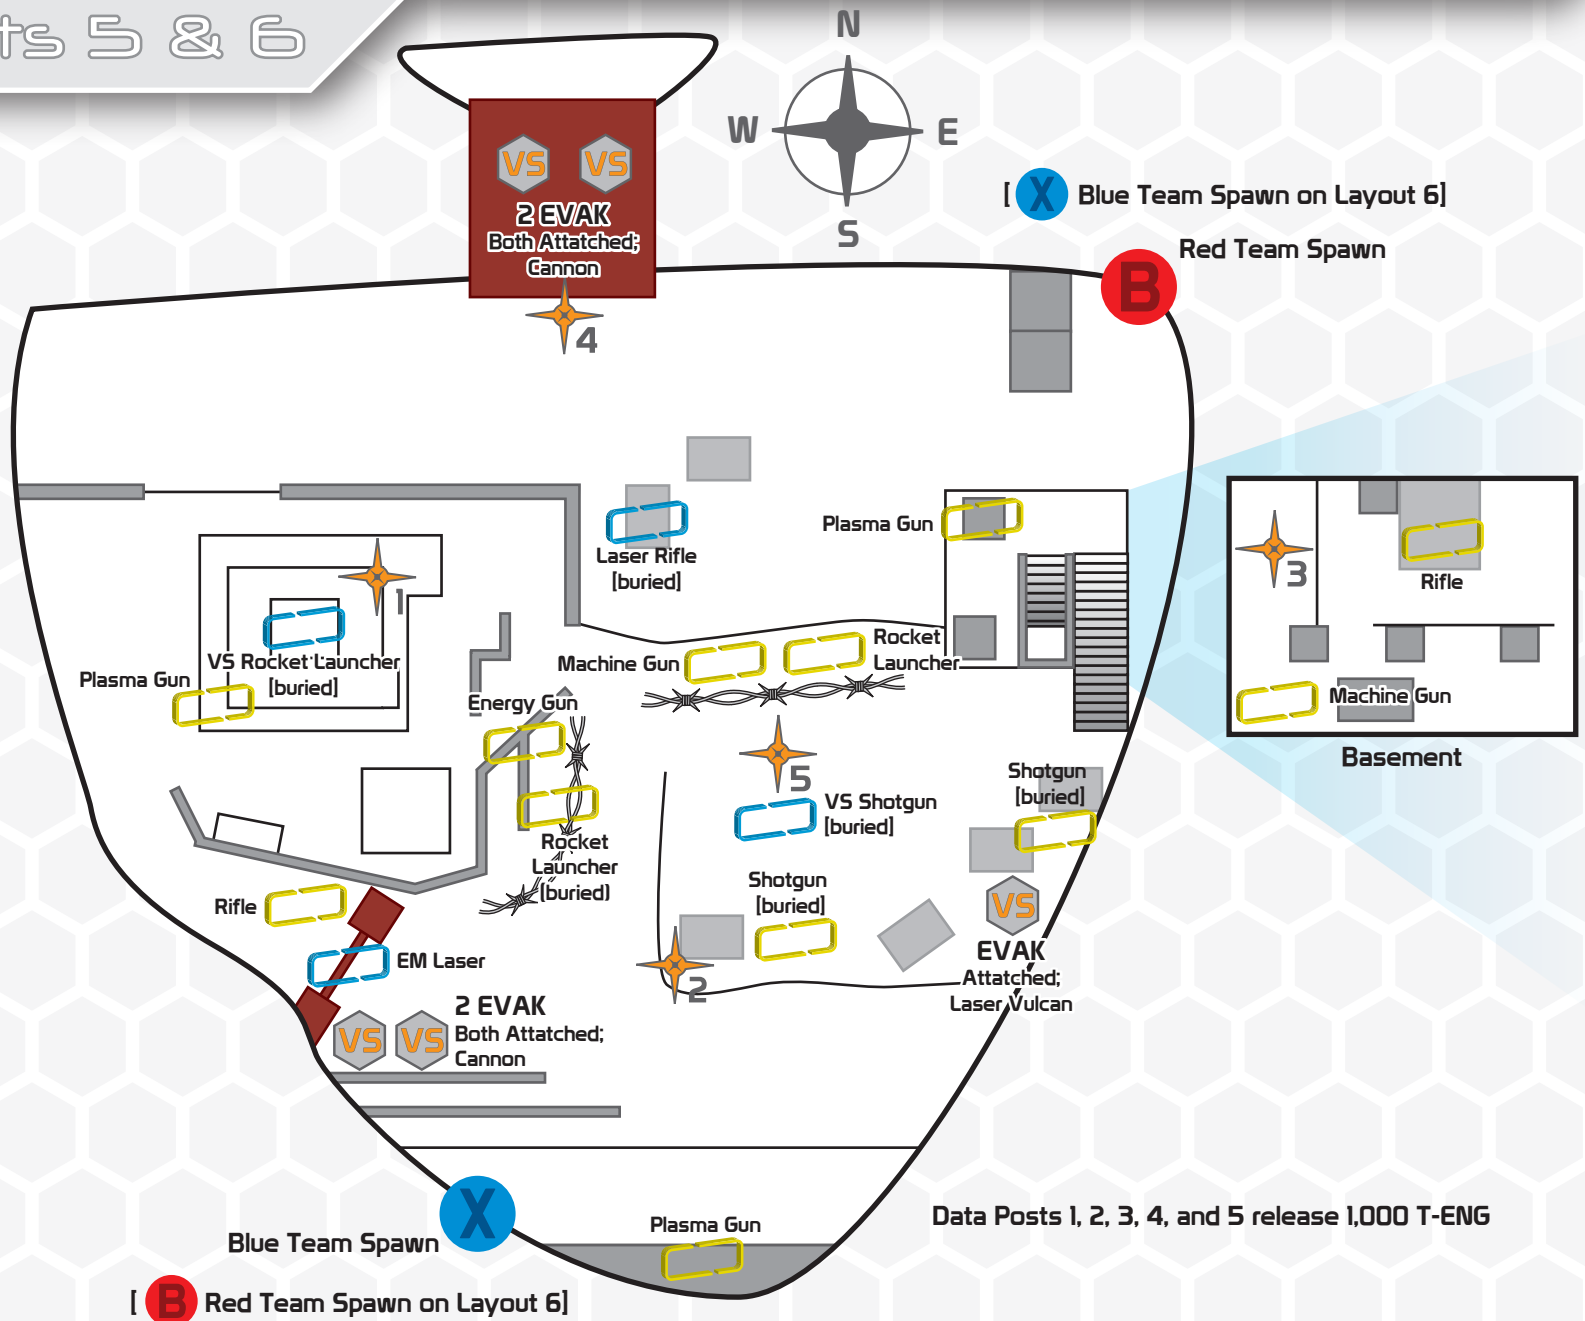 ts 5 & 6
N
W
E
S
[ X Blue Team Spawn on Layout 6]
Red Team Spawn
B
VS VS
2 EVAK
Both Attatched;
Cannon
4
Laser Rifle
[buried]
Plasma Gun
3
Rifle
Machine Gun
Basement
1
VS Rocket Launcher
[buried]
Plasma Gun
Machine Gun
Rocket
Launcher
Energy Gun
Rocket
Launcher
(buried)
5
VS Shotgun
[buried]
Shotgun
[buried]
Shotgun
[buried]
VS
EVAK
Attatched;
Laser Vulcan
2
Rifle
EM Laser
VS VS
2 EVAK
Both Attatched;
Cannon
X
Blue Team Spawn
Plasma Gun
Data Posts 1, 2, 3, 4, and 5 release 1,000 T-ENG
[ B Red Team Spawn on Layout 6]